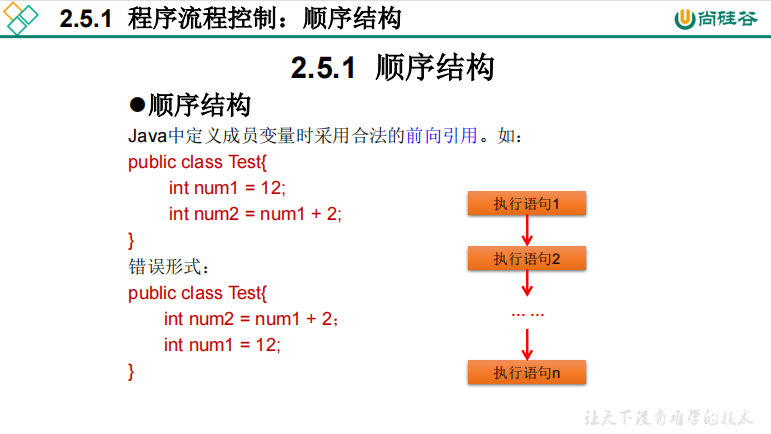 2.5.1 程序流程控制：顺序结构
尚硅谷
2.5.1 顺序结构
●顺序结构
Java中定义成员变量时采用合法的前向引用。如：
public class Test{
int num1 = 12;
int num2 = num1 + 2;
}
错误形式：
public class Test{
int num2 = num1 + 2；
int num1 = 12;
}
执行语句1
执行语句2
... ...
执行语句n
让天下没有难学的技术